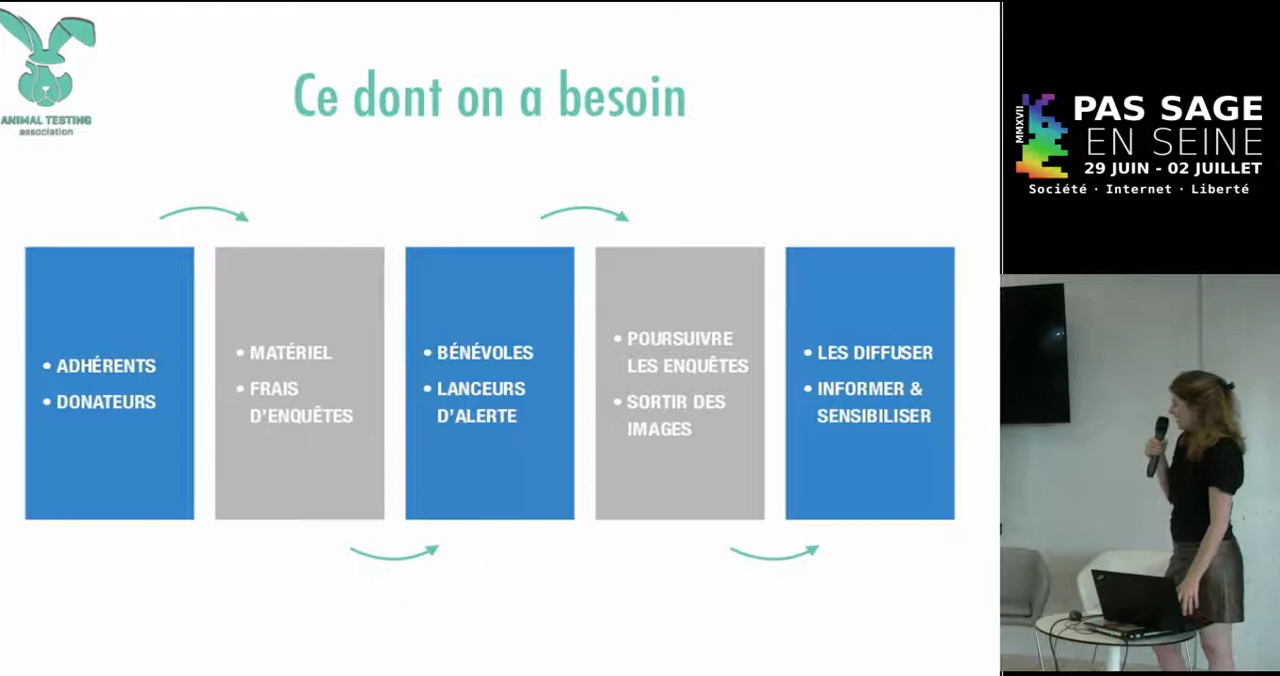 ANIMAL TESTING
association
Ce dont on a besoin
• ADHÉRENTS
• DONATEURS
• MATÉRIEL
• FRAIS
D'ENQUÊTES
• BÉNÉVOLES
• LANCEURS
D'ALERTE
• POURSUIVRE
LES ENQUÊTES
• SORTIR DES
IMAGES
• LES DIFFUSER
• INFORMER &
SENSIBILISER
MMXVII
PAS SAGE
EN SEINE
29 JUIN - 02 JUILLET
Société · Internet · Liberté